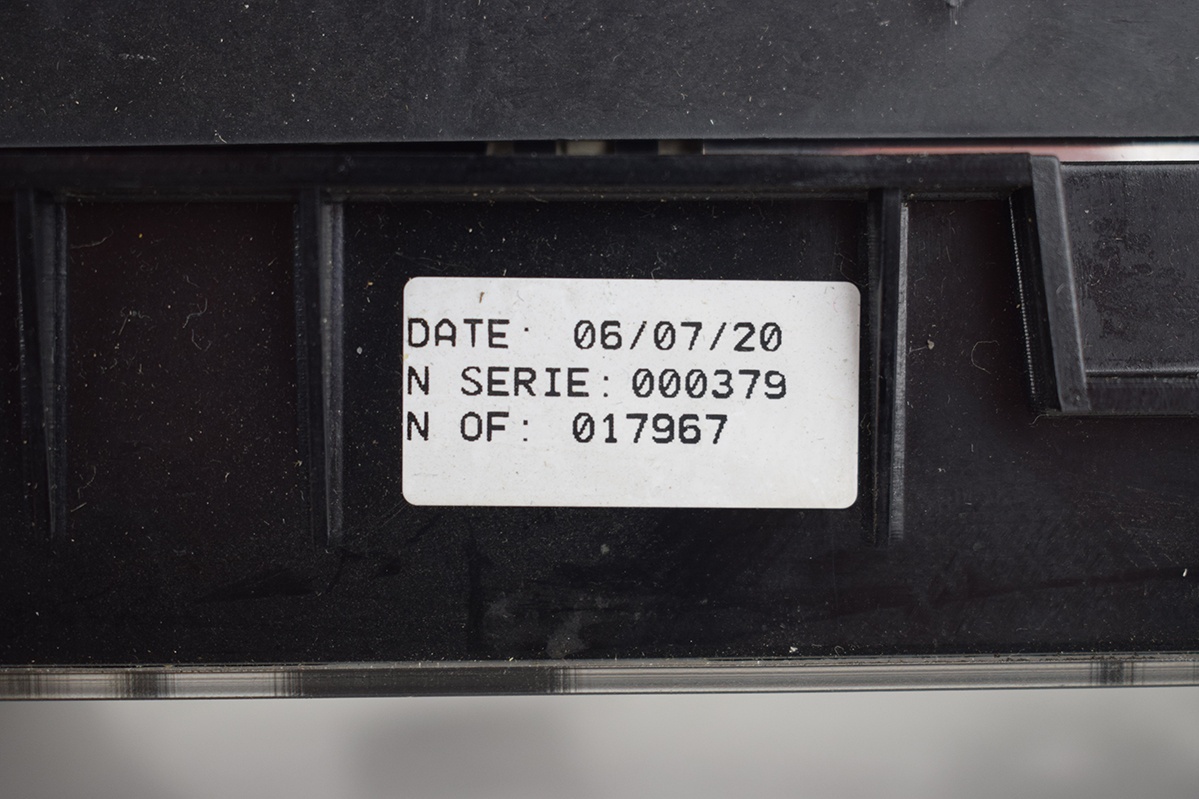 DATE: 06/07/20
N SERIE: 000379
N OF: 017967